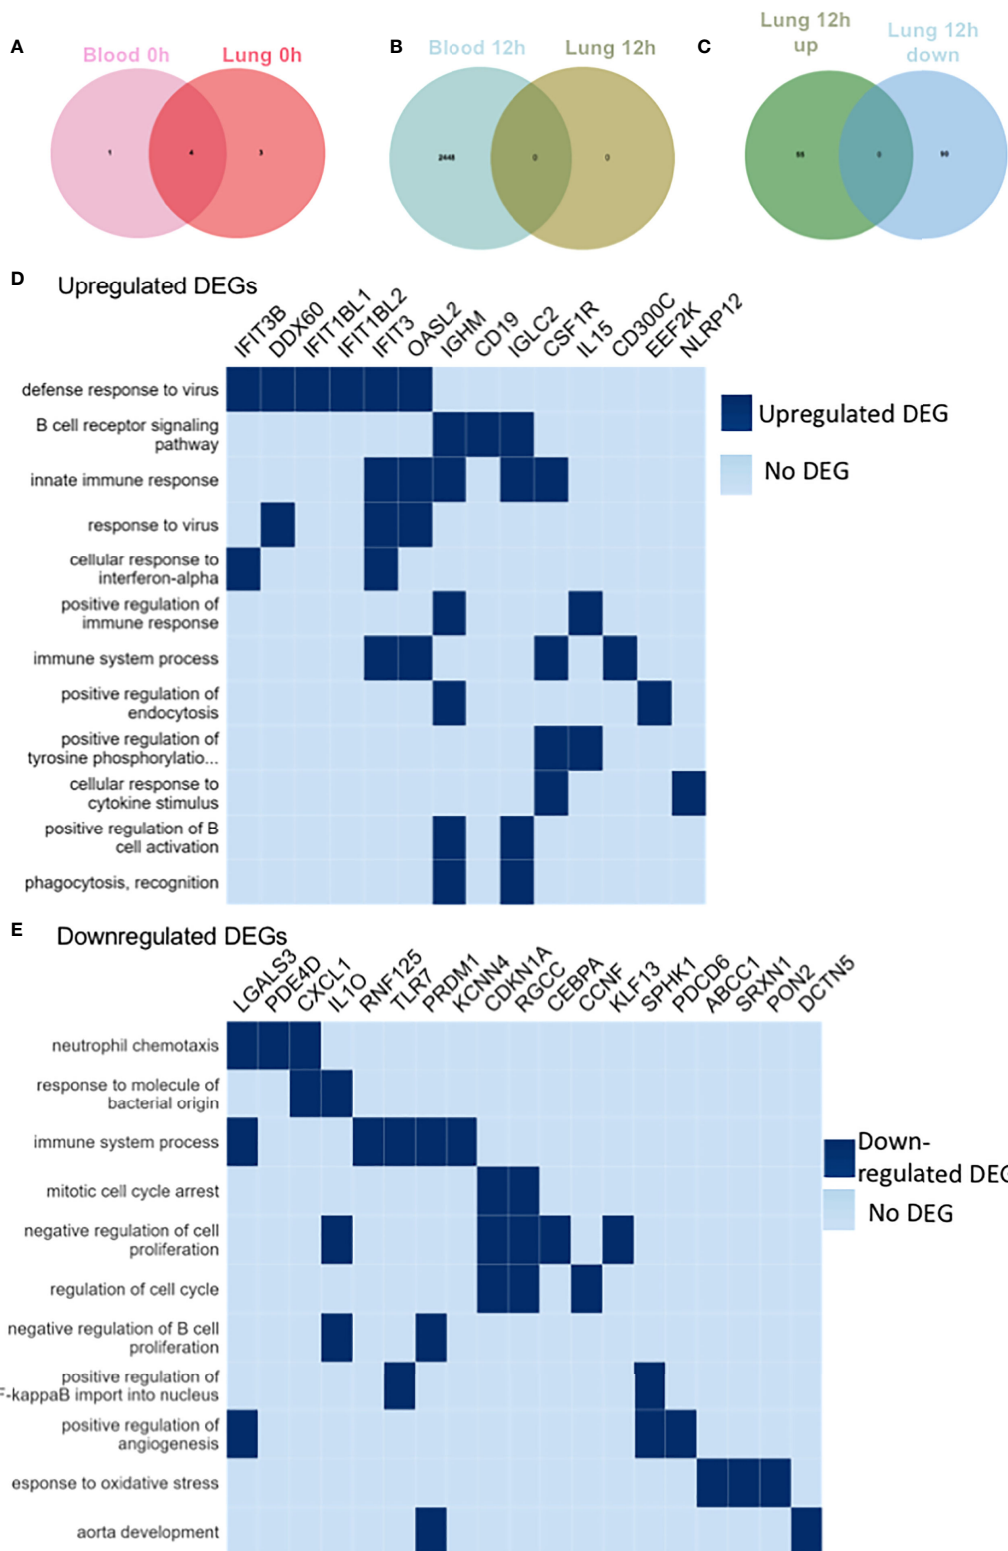 A
Blood 0h
Lung 0h
1
4
3
B
Blood 12h
Lung 12h
2448
0
0
C
Lung 12h
up
Lung 12h
down
0
90
D
Upregulated DEGs
IFIT3B
DDX60
IFIT1BL1
IFIT1BL2
IFIT3
OASL2
IGHM
CD19
IGLC2
CSF1R
IL15
CD300C
EEF2K
NLRP12
defense response to virus
B cell receptor signaling
pathway
innate immune response
response to virus
cellular response to
interferon-alpha
positive regulation of
immune response
immune system process
positive regulation of
endocytosis
positive regulation of
tyrosine phosphorylatio...
cellular response to
cytokine stimulus
positive regulation of B
cell activation
phagocytosis, recognition
Upregulated DEG
No DEG
E
Downregulated DEGs
LGALS3
PDE4D
CXCL1
IL1O
RNF125
TLR7
PRDM1
KCNN4
CDKN1A
RGCC
CEBPA
CCNF
KLF13
SPHK1
PDCD6
ABCC1
SRXN1
PON2
DCTN5
neutrophil chemotaxis
response to molecule of
bacterial origin
immune system process
mitotic cell cycle arrest
negative regulation of cell
proliferation
regulation of cell cycle
negative regulation of B cell
proliferation
positive regulation of
F-kappaB import into nucleus
positive regulation of
angiogenesis
esponse to oxidative stress
aorta development
Down-
regulated DEG
No DEG